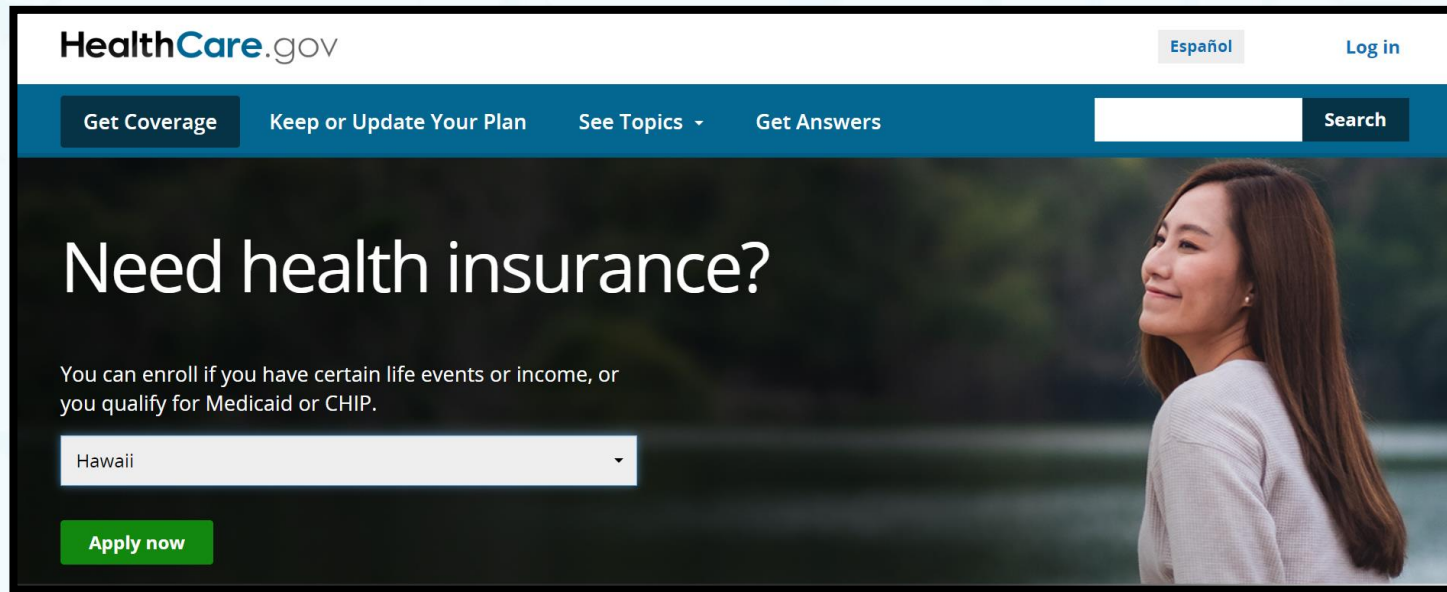 HealthCare.gov
Español
Log in
Get Coverage
Keep or Update Your Plan
See Topics
Get Answers
Search
Need health insurance?
You can enroll if you have certain life events or income, or
you qualify for Medicaid or CHIP.
Hawaii
Apply now